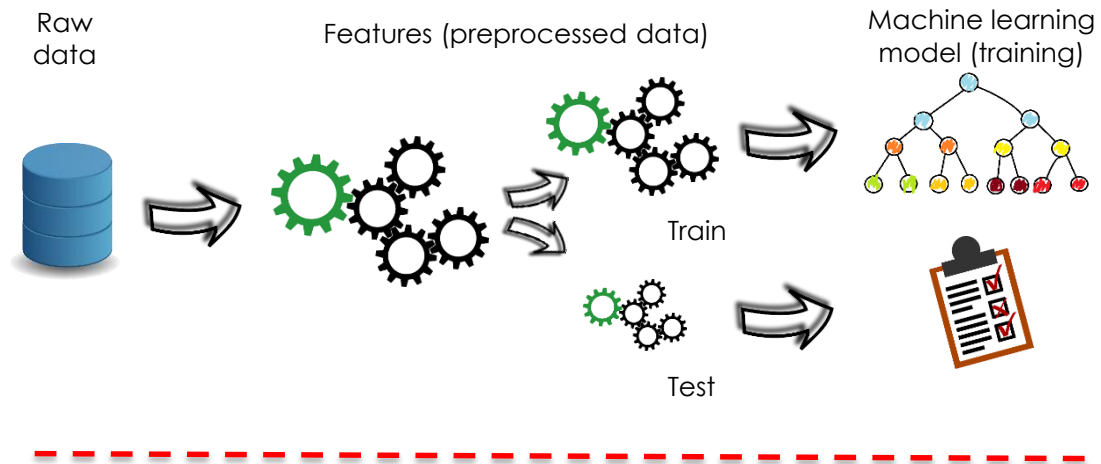 Raw
data
Features (preprocessed data)
Machine learning
model (training)
Train
Test